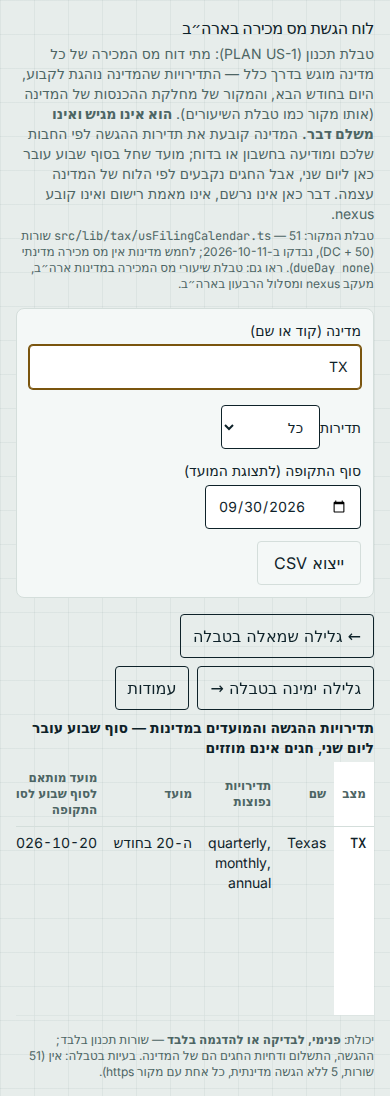 לוח הגשת מס מכירה בארה״ב
טבלת תכנון (PLAN US-1): מתי דוח מס המכירה של כל
מדינה מוגש בדרך כלל — התדירויות שהמדינה נוהגת לקבוע,
היום בחודש הבא, והמקור של מחלקת ההכנסות של המדינה
(אותו מקור כמו טבלת השיעורים). הוא אינו מגיש ואינו
משלם דבר. המדינה קובעת את תדירות ההגשה לפי החבות
שלכם ומודיעה בחשבון או בדוח; מועד שחל בסוף שבוע עובר
כאן ליום שני, אבל החגים נקבעים לפי הלוח של המדינה
עצמה. דבר כאן אינו נרשם, אינו מאמת רישום ואינו קובע
nexus.
טבלת המקור: src/lib/tax/usFilingCalendar.ts — 51 שורות
(50 + DC), נבדקו ב-2026-10-11; לחמש מדינות אין מס מכירה מדינתי
(dueDay none). ראו גם: טבלת שיעורי מס המכירה במדינות ארה״ב,
מעקב nexus ומסלול הרבעון בארה״ב.
מדינה (קוד או שם)
TX
תדירות
כל
סוף התקופה (לתצוגת המועד)
09/30/2026
ייצוא CSV
← גלילה שמאלה בטבלה
גלילה ימינה בטבלה →
עמודות
תדירויות ההגשה והמועדים במדינות — סוף שבוע עובר
ליום שני, חגים אינם מוזזים
מצב שם תדירויות נפוצות מועד מועד מותאם לסוף שבוע לסו התקופה
TX Texas quarterly, monthly, annual ה-20 בחודש 026-10-20
יכולת: פנימי, לבדיקה או להדגמה בלבד — שורות תכנון בלבד;
ההגשה, התשלום ודחיות החגים הם של המדינה. בעיות בטבלה: אין (51
שורות, 5 ללא הגשה מדינתית, כל אחת עם מקור https).